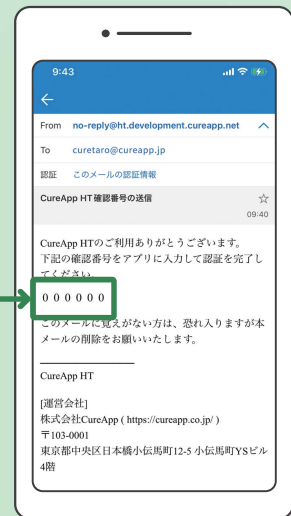 9:43
From no-reply@ht.development.cureapp.net
To curetaro@cureapp.jp
認証 このメールの認証情報
CureApp HT 確認番号の送信
09:40
CureApp HTのご利用ありがとうございます。
下記の確認番号をアプリに入力して認証を完了し
てください。
0 0 0 0 0 0
このメールに覚えがない方は、恐れ入りますが本
メールの削除をお願いいたします。
CureApp HT
[運営会社]
株式会社CureApp ( https://cureapp.co.jp/ )
〒103-0001
東京都中央区日本橋小伝馬町12-5 小伝馬町YSビル
4階